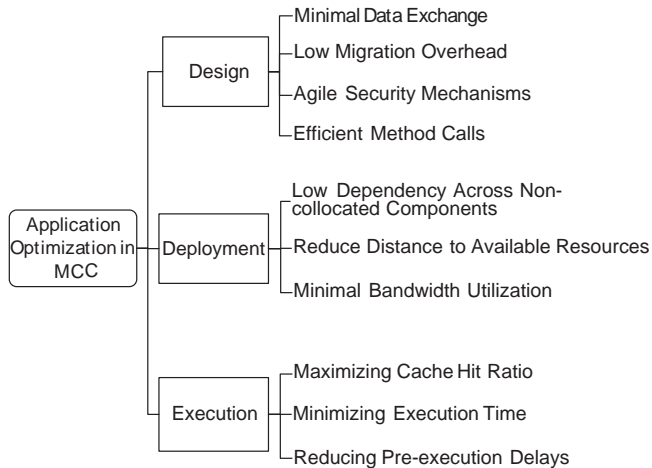 Minimal Data Exchange
Low Migration Overhead
Design
Agile Security Mechanisms
Efficient Method Calls
Low Dependency Across Non-
collocated Components
Application
Optimization in
MCC
Deployment
Reduce Distance to Available Resources
Minimal Bandwidth Utilization
Maximizing Cache Hit Ratio
Execution
Minimizing Execution Time
Reducing Pre-execution Delays